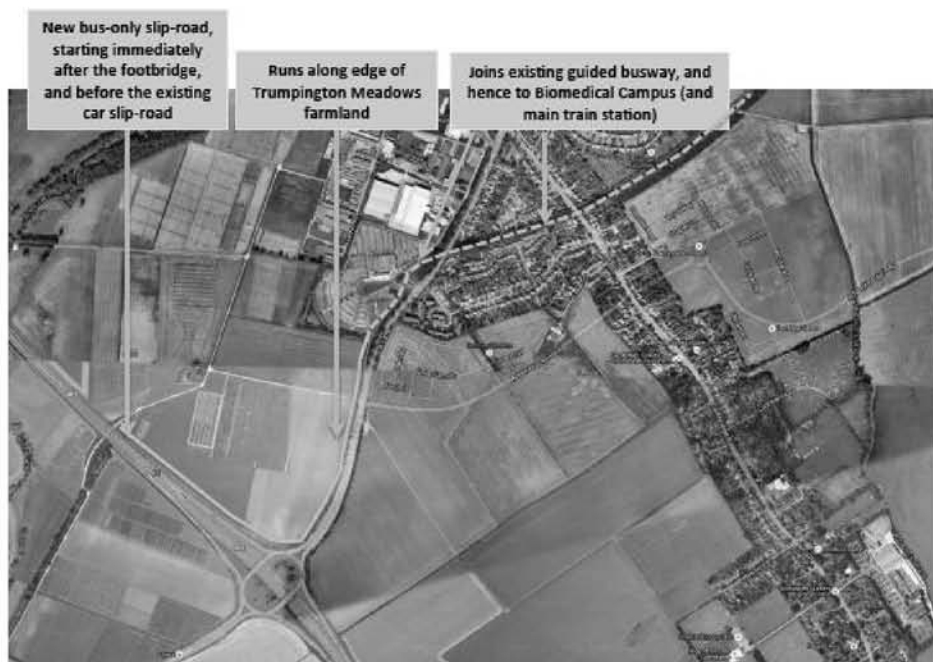 New bus-only slip-road,
starting immediately
after the footbridge,
and before the existing
car slip-road
Runs along edge of
Trumpington Meadows
farmland
Joins existing guided busway, and
hence to Biomedical Campus (and
main train station)